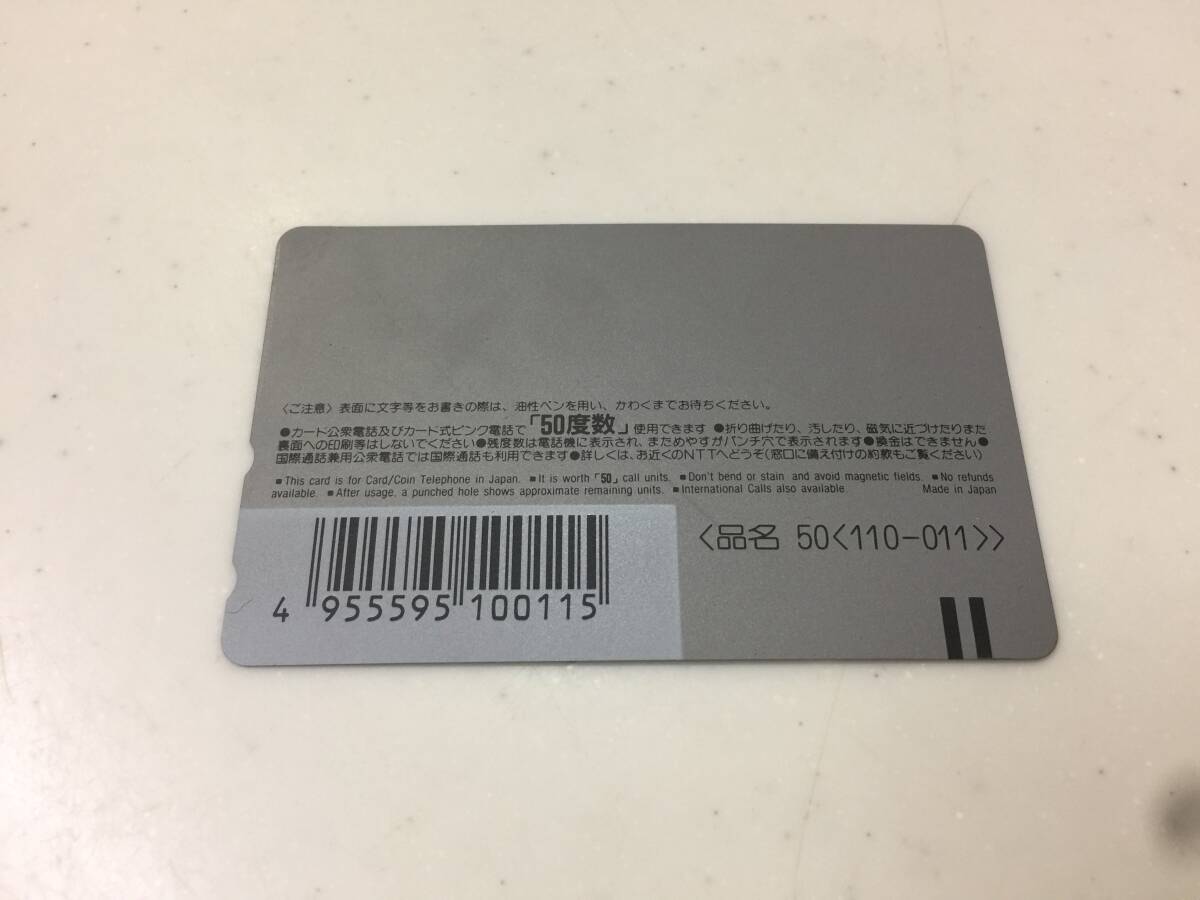 〈ご注意〉表面に文字等をお書きの際は、油性ペンを用い、かわくまでお待ちください。
●カード公衆電話及びカード式ピンク電話で「50度数」使用できます ●折り曲げたり、汚したり、磁気に近づけたりまた
裏面への印刷等はしないでください●残度数は電話機に表示され、まためやすがパンチ穴で表示されます●換金はできません●
国際通話兼用公衆電話では国際通話も利用できます●詳しくは、お近くのNTTへどうぞ(窓口に備え付けの約款もご覧ください)
■ This card is for Card/Coin Telephone in Japan. ■ It is worth「50」call units. ■ Don't bend or stain and avoid magnetic fields. ■ No refunds
available. ■ After usage, a punched hole shows approximate remaining units. ■ International Calls also available. Made in Japan
〈品名 50〈110-011〉〉
4 955595 100115